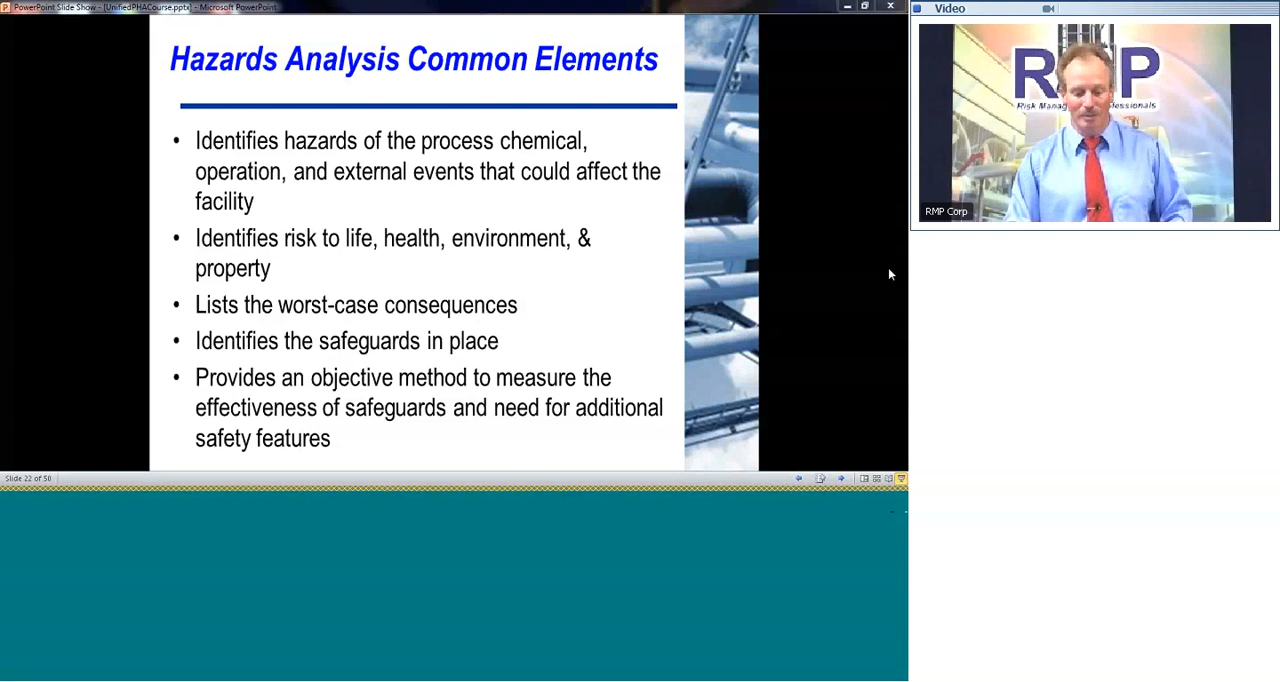 PowerPoint Slide Show - [UnifiedPHACourse.pptx] - Microsoft PowerPoint
Hazards Analysis Common Elements
• Identifies hazards of the process chemical,
operation, and external events that could affect the
facility
• Identifies risk to life, health, environment, &
property
• Lists the worst-case consequences
• Identifies the safeguards in place
• Provides an objective method to measure the
effectiveness of safeguards and need for additional
safety features
Slide 22 of 50
Video
RMP
RMP Corp